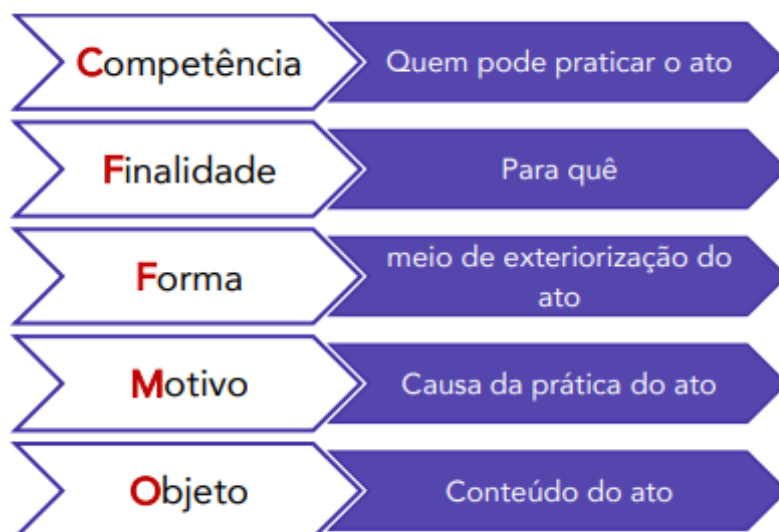 Competência
Quem pode praticar o ato
Finalidade
Para quê
Forma
meio de exteriorização do
ato
Motivo
Causa da prática do ato
Objeto
Conteúdo do ato